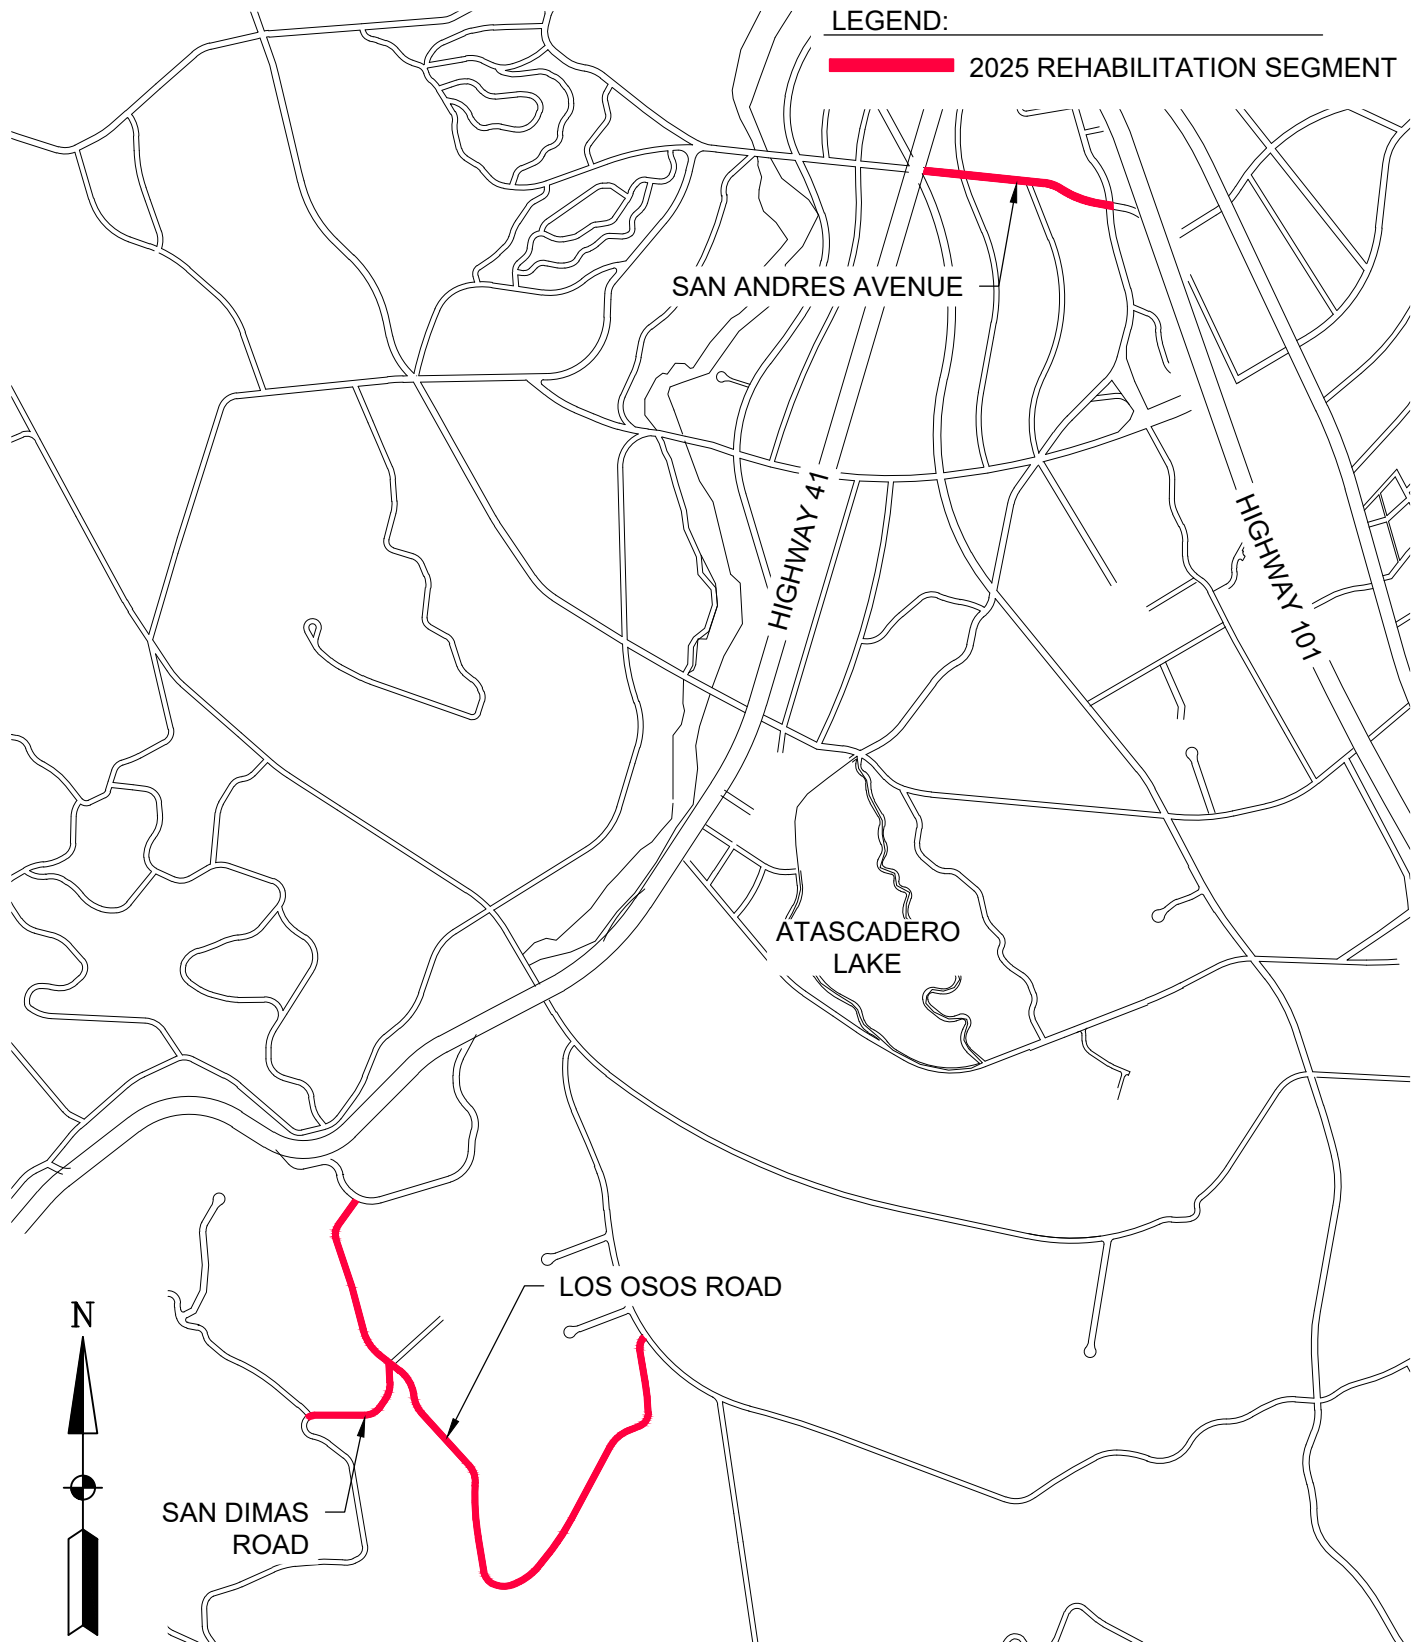 LEGEND:
2025 REHABILITATION SEGMENT
SAN ANDRES AVENUE
HIGHWAY 41
HIGHWAY 101
ATASCADERO
LAKE
LOS OSOS ROAD
N
SAN DIMAS
ROAD